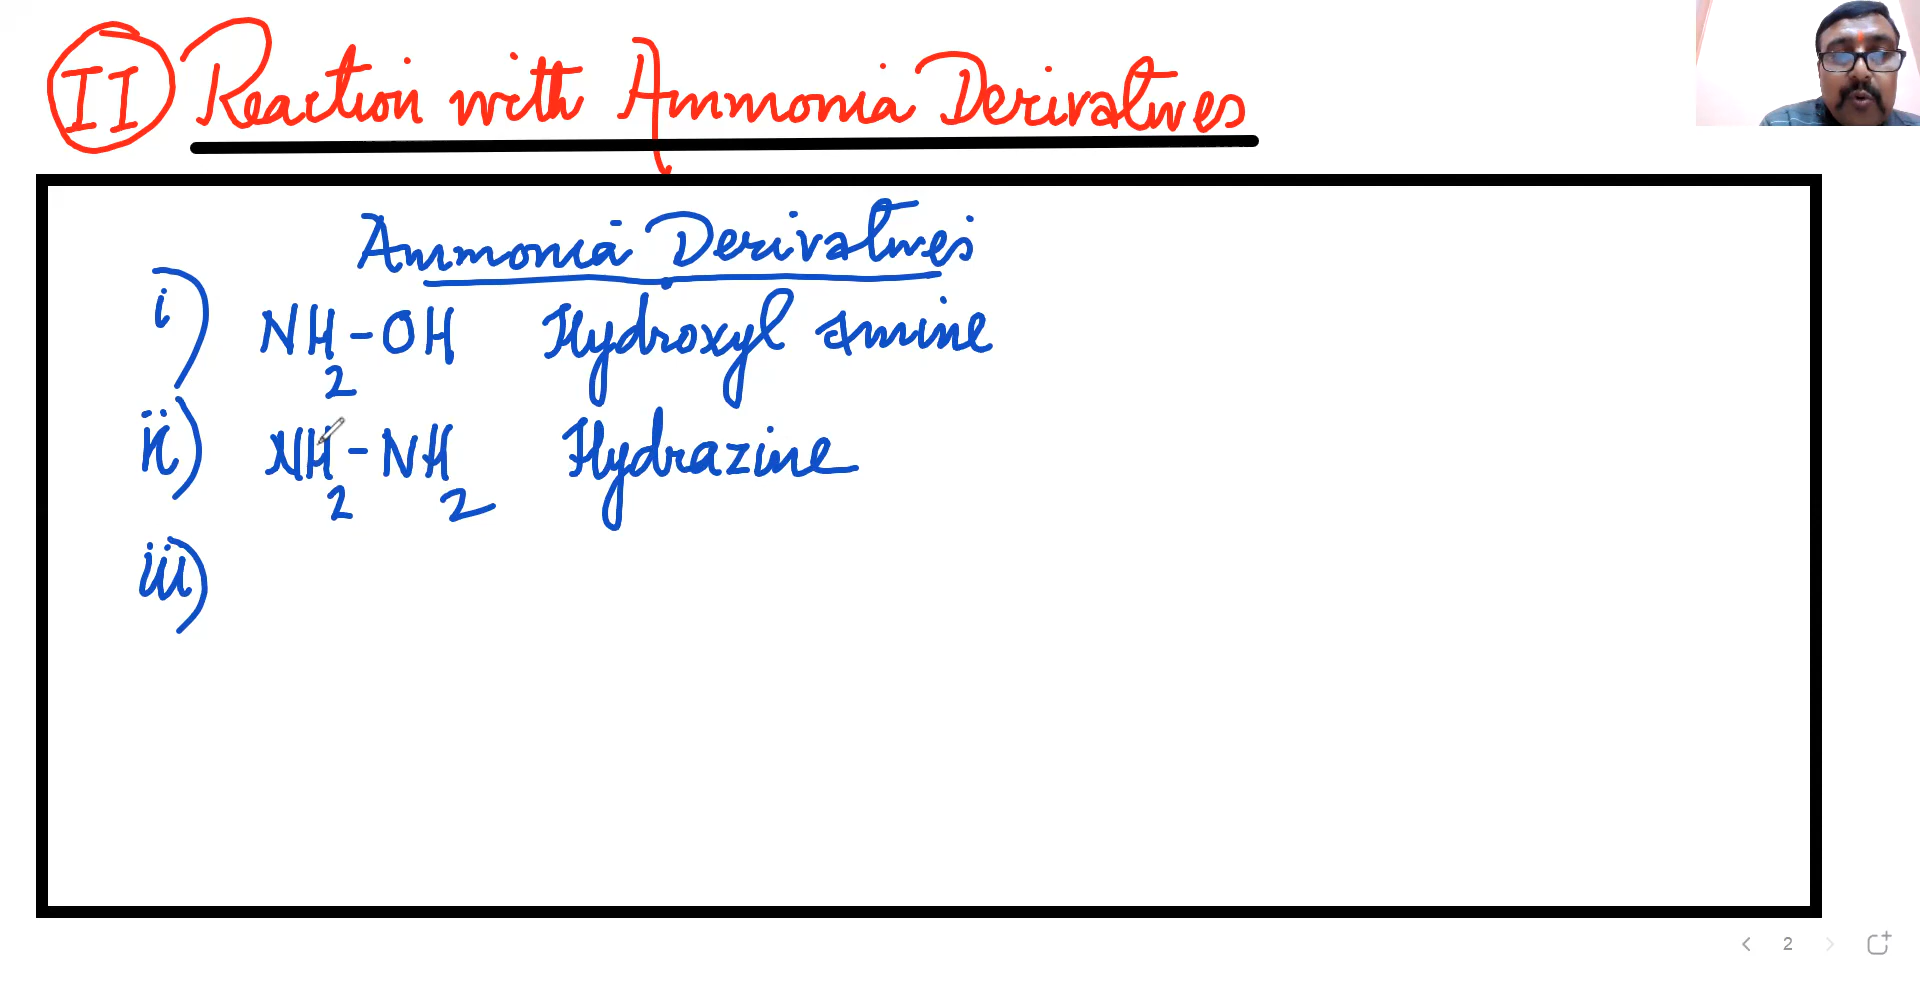 II Reaction with Ammonia Derivatives
Ammonia Derivatives
i) NH2-OH Hydroxyl amine
ii) NH2-NH2 Hydrazine
iii)
2